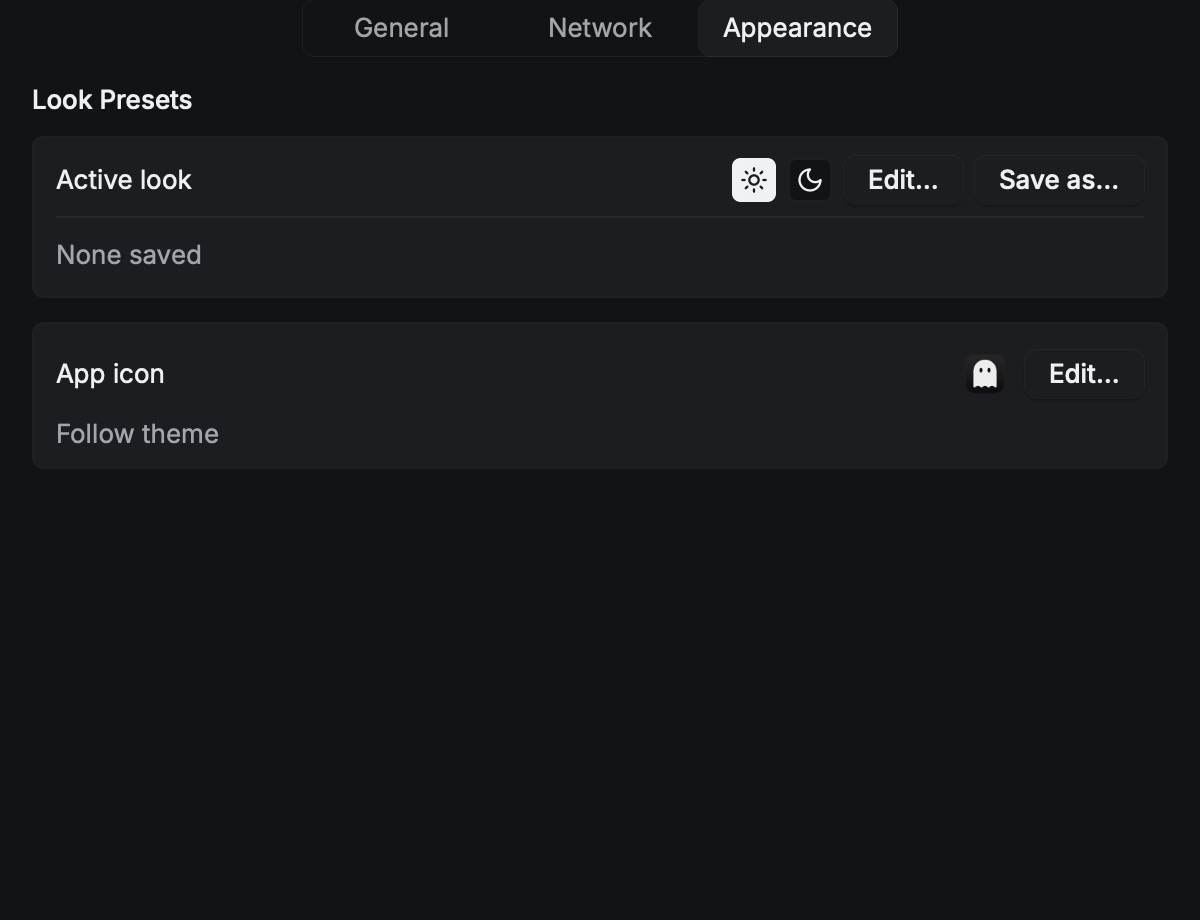 General Network Appearance
Look Presets
Active look Edit... Save as...
None saved
App icon Edit...
Follow theme